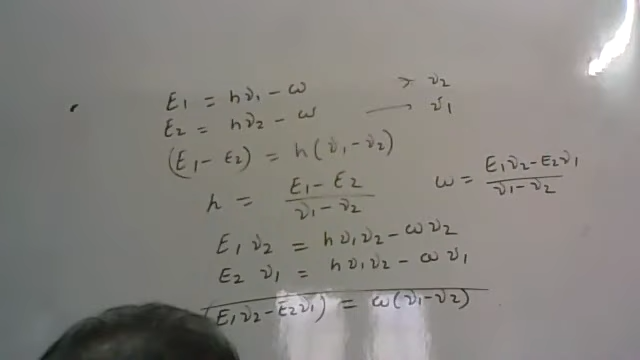 E₁ = hν₁ – ω × ν₂
E₂ = hν₂ – ω → ν₁
(E₁ – E₂) = h(ν₁ – ν₂)
h = E₁ – E₂ / ν₁ – ν₂ ω = E₁ν₂ – E₂ν₁ / ν₁ – ν₂
E₁ν₂ = hν₁ν₂ – ων₂
E₂ν₁ = hν₁ν₂ – ων₁
(E₁ν₂ – E₂ν₁) = ω(ν₁ – ν₂)